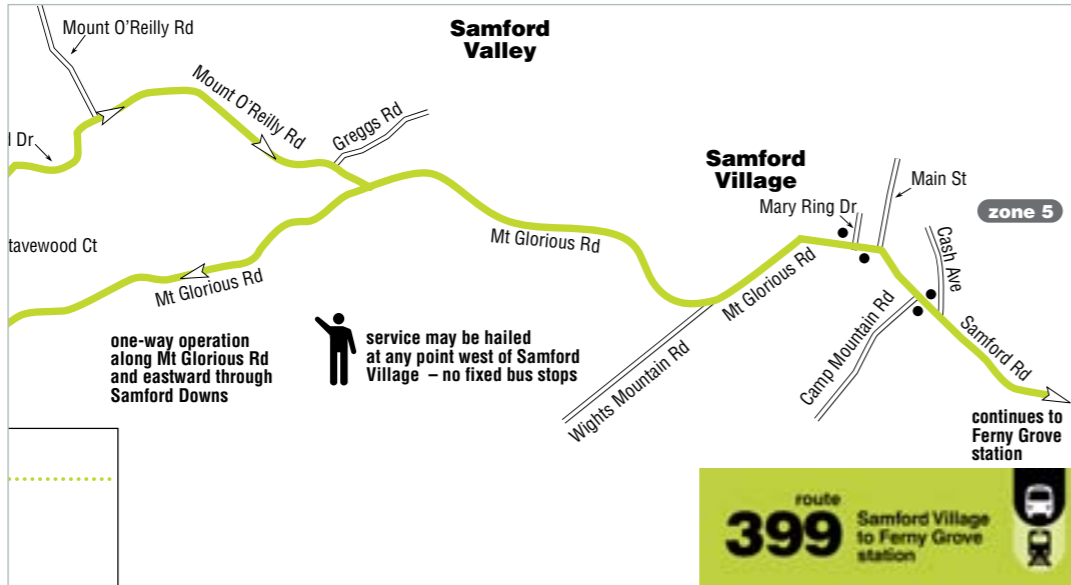 Mount O'Reilly Rd
Samford
Valley
Mount O'Reilly Rd
Greggs Rd
l Dr
Samford
Village
Main St
Mary Ring Dr
zone 5
Cash Ave
tavewood Ct
Mt Glorious Rd
Mt Glorious Rd
Mt Glorious Rd
one-way operation
along Mt Glorious Rd
and eastward through
Samford Downs
service may be hailed
at any point west of Samford
Village – no fixed bus stops
Wights Mountain Rd
Camp Mountain Rd
Samford Rd
continues to
Ferny Grove
station
route
399
Samford Village
to Ferny Grove
station